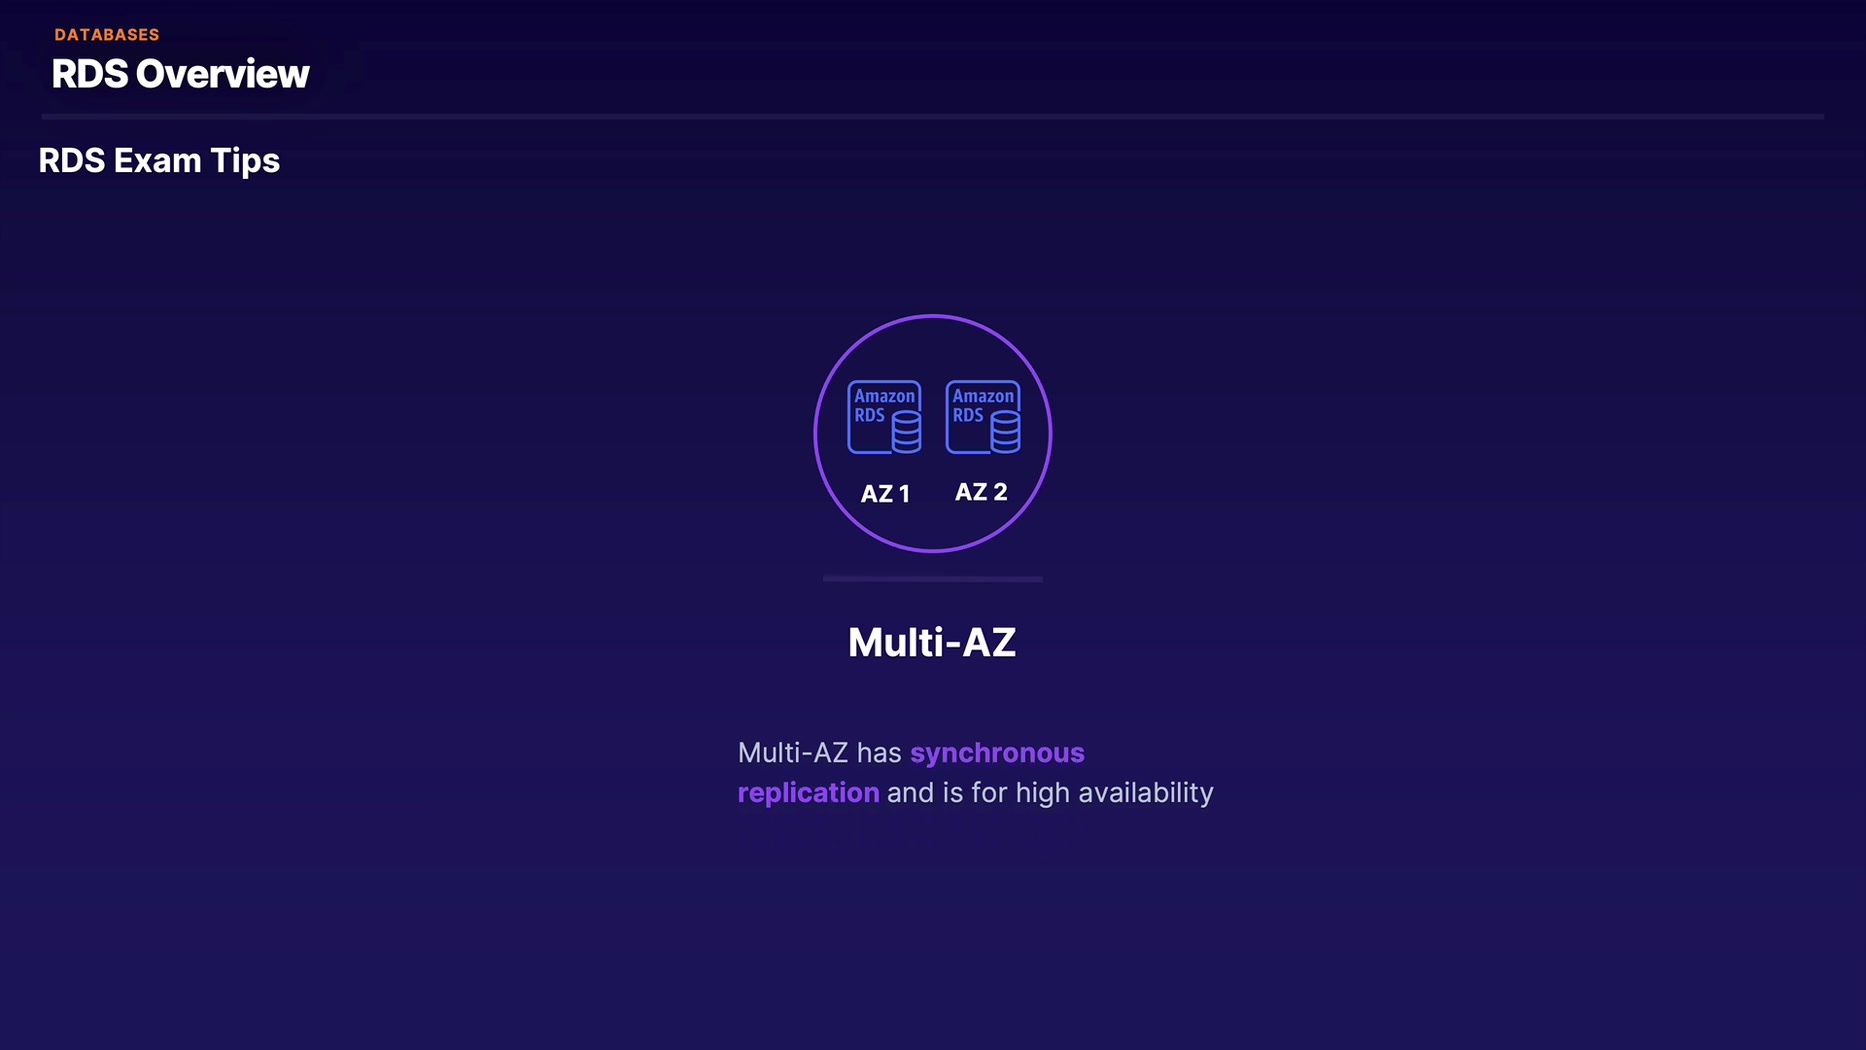 DATABASES
RDS Overview
RDS Exam Tips
Amazon
RDS
Amazon
RDS
AZ 1
AZ 2
Multi-AZ
Multi-AZ has synchronous
replication and is for high availability